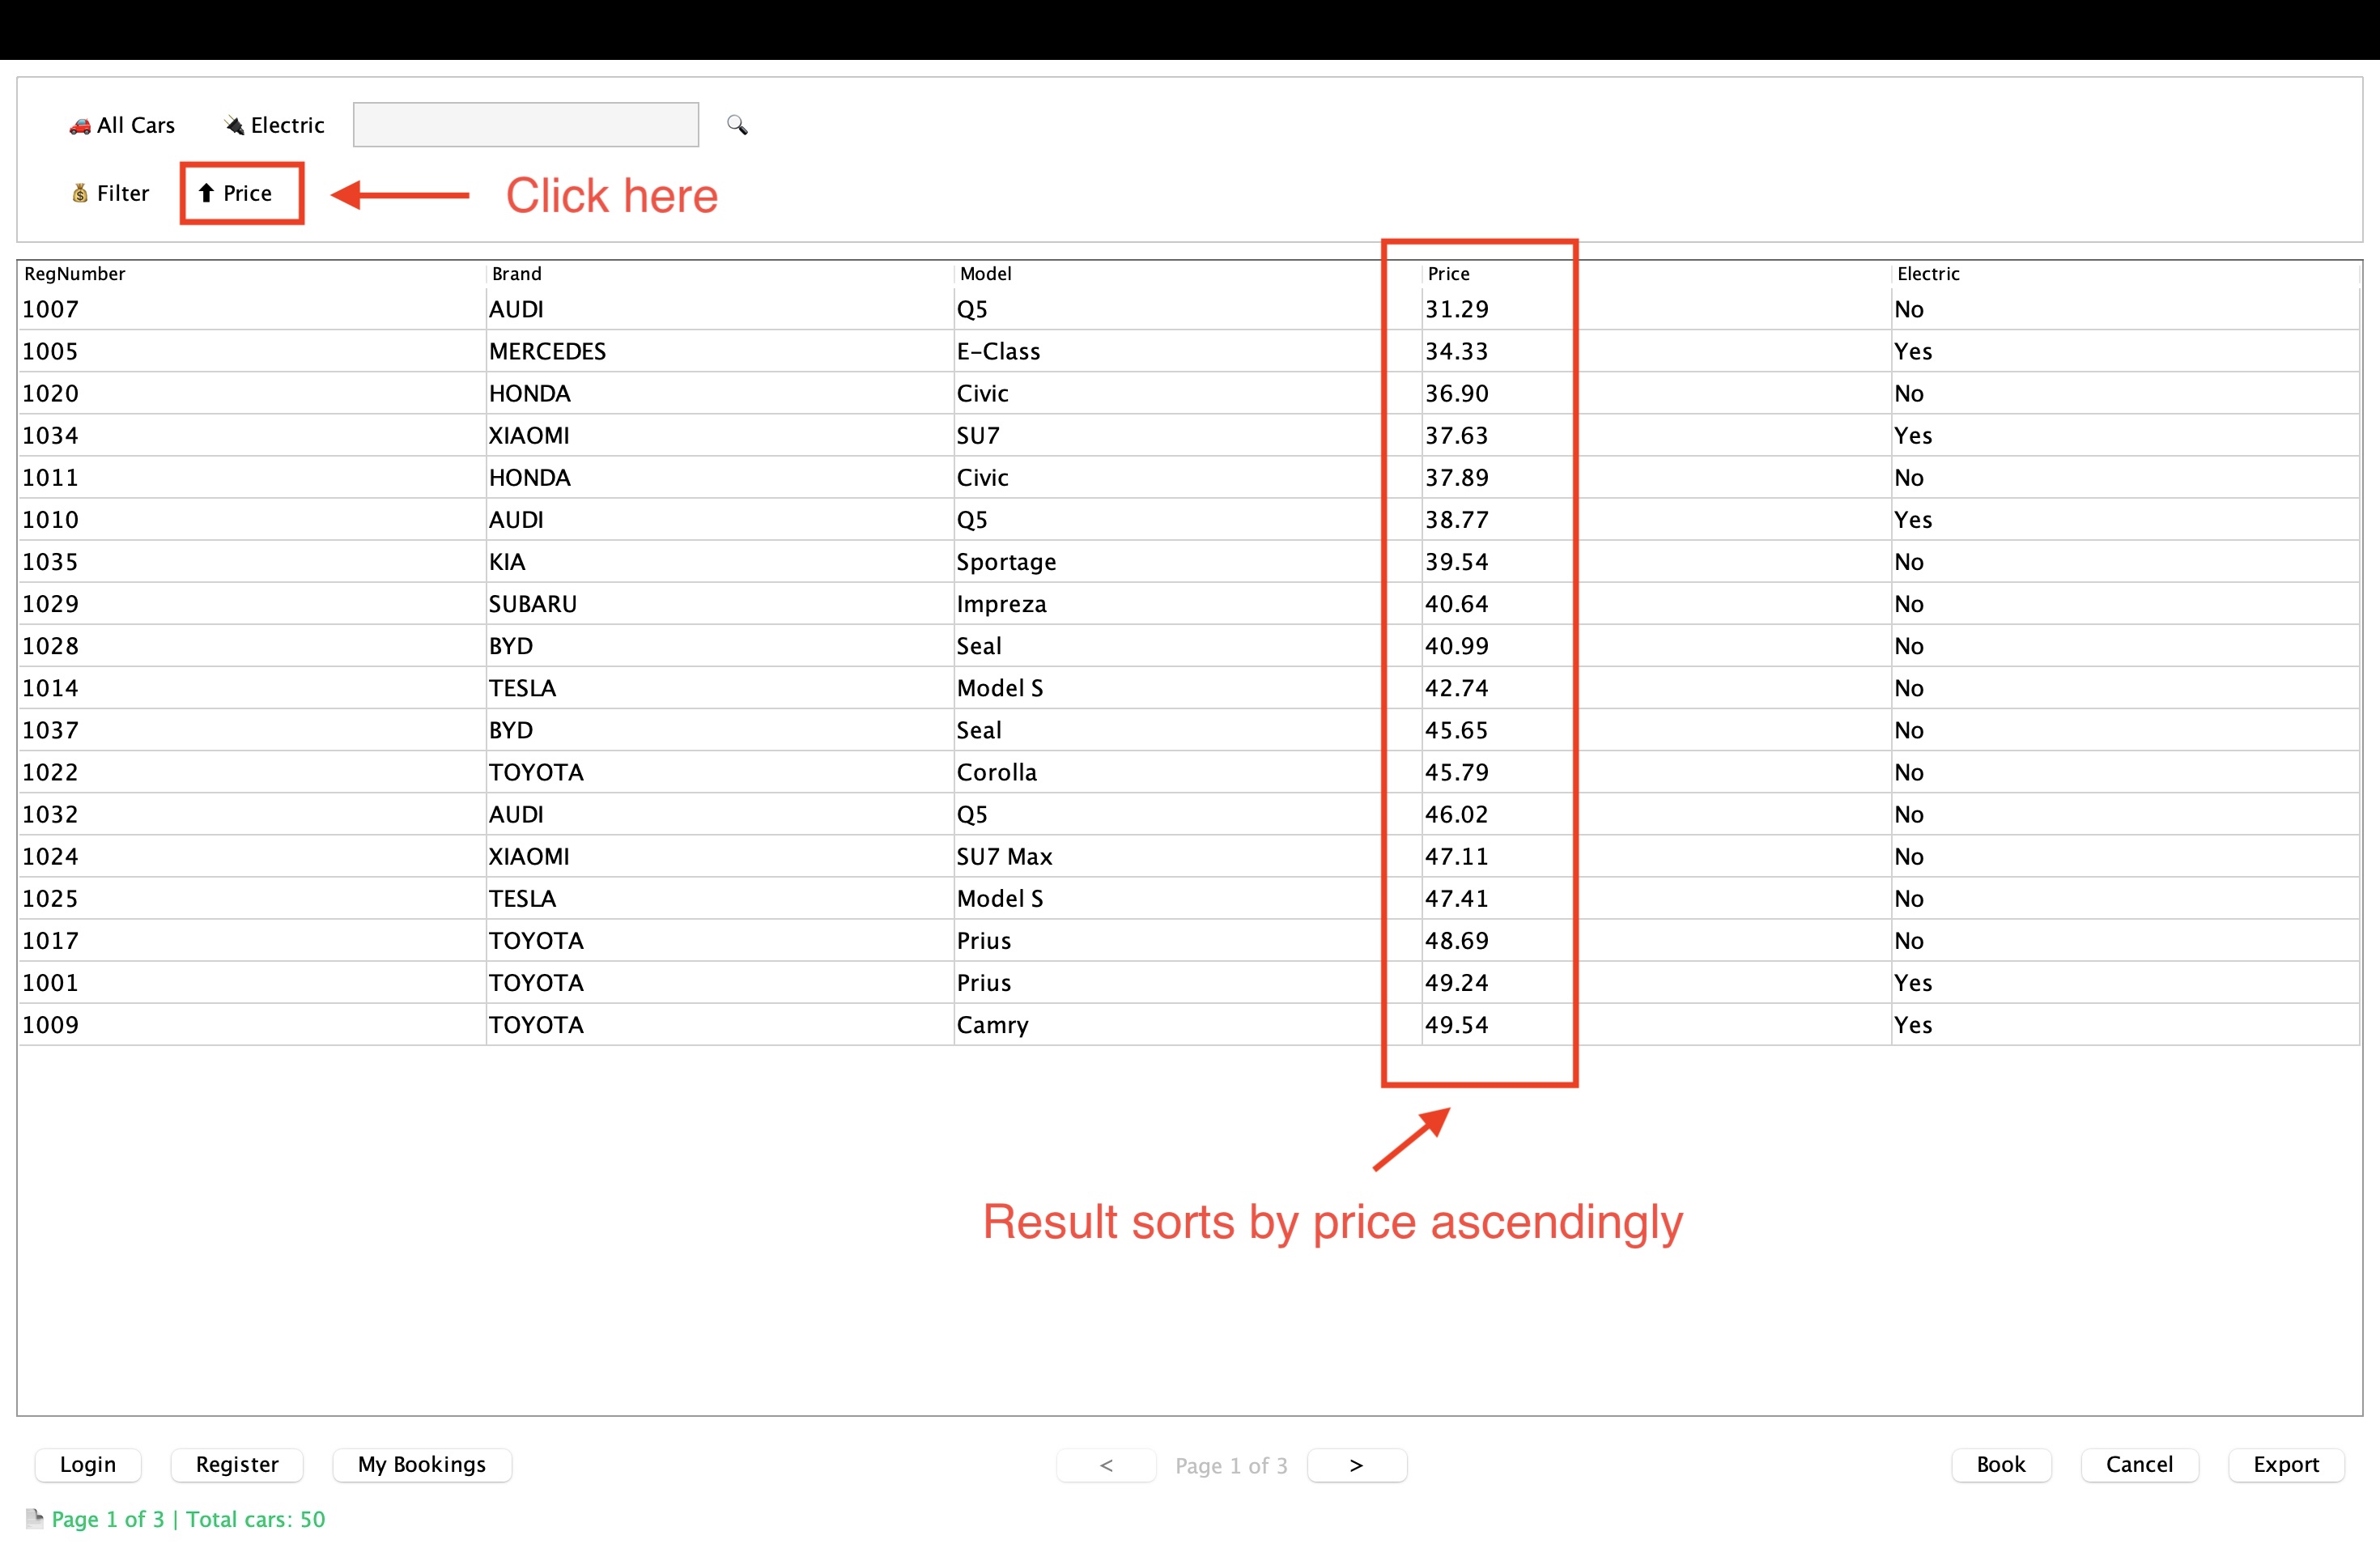 All Cars Electric
Filter ⬆ Price Click here
RegNumber Brand Model Price Electric
1007 AUDI Q5 31.29 No
1005 MERCEDES E-Class 34.33 Yes
1020 HONDA Civic 36.90 No
1034 XIAOMI SU7 37.63 Yes
1011 HONDA Civic 37.89 No
1010 AUDI Q5 38.77 Yes
1035 KIA Sportage 39.54 No
1029 SUBARU Impreza 40.64 No
1028 BYD Seal 40.99 No
1014 TESLA Model S 42.74 No
1037 BYD Seal 45.65 No
1022 TOYOTA Corolla 45.79 No
1032 AUDI Q5 46.02 No
1024 XIAOMI SU7 Max 47.11 No
1025 TESLA Model S 47.41 No
1017 TOYOTA Prius 48.69 No
1001 TOYOTA Prius 49.24 Yes
1009 TOYOTA Camry 49.54 Yes
Result sorts by price ascendingly
Login Register My Bookings < Page 1 of 3 > Book Cancel Export
Page 1 of 3 | Total cars: 50